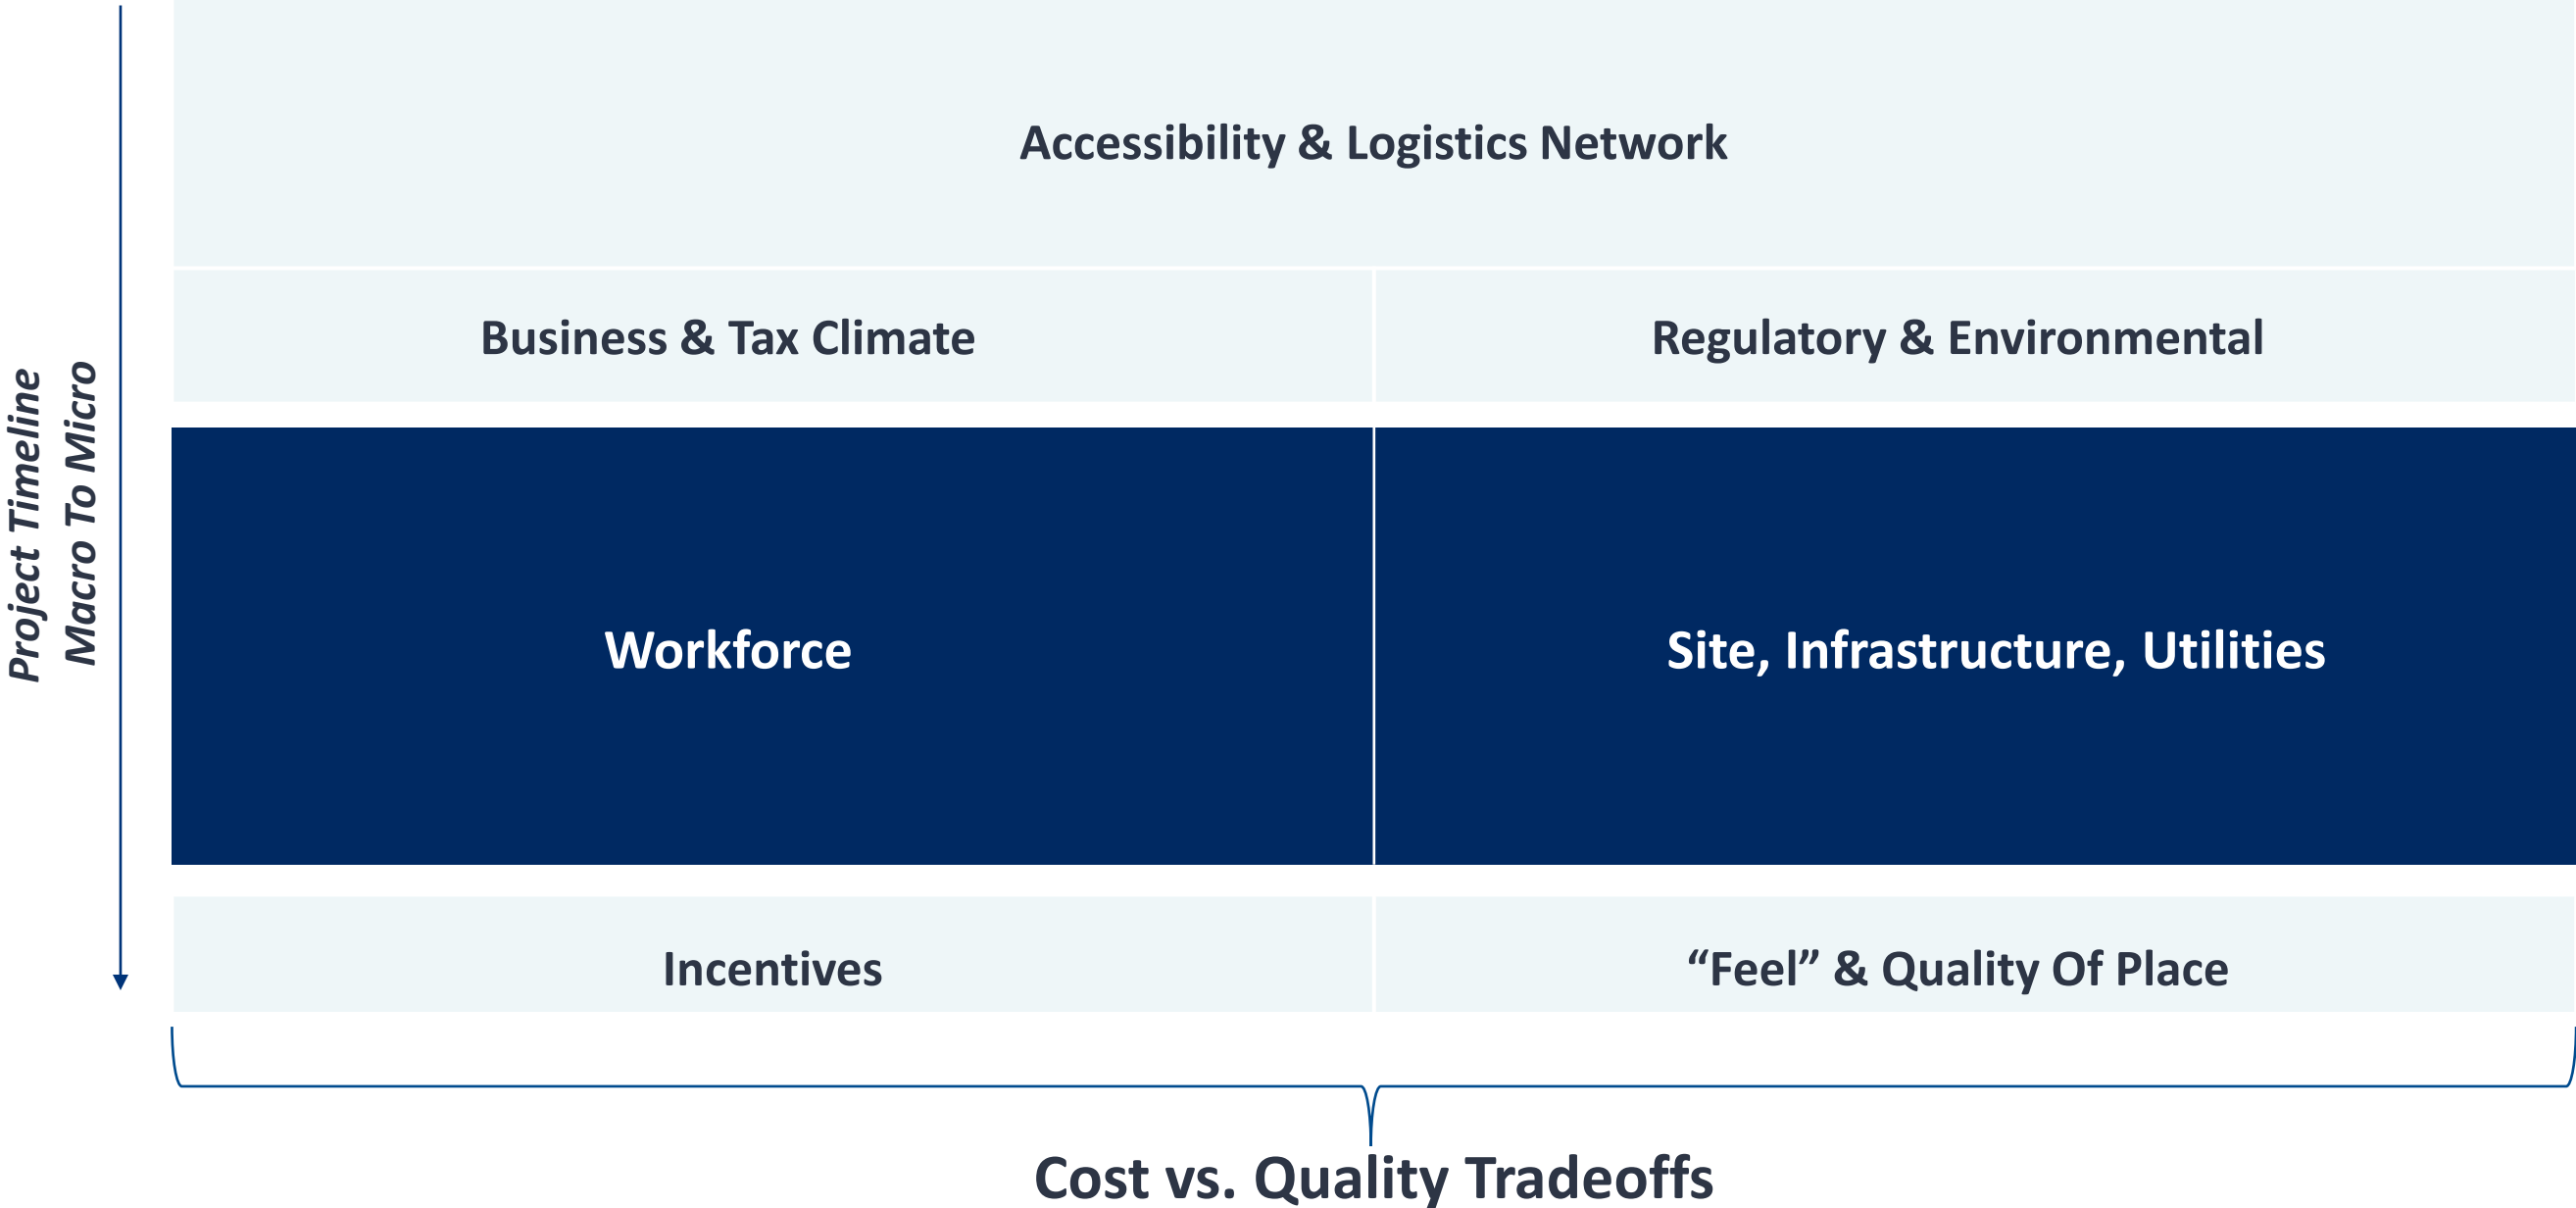 Project Timeline
Macro To Micro
Accessibility & Logistics Network
Business & Tax Climate
Regulatory & Environmental
Workforce
Site, Infrastructure, Utilities
Incentives
“Feel” & Quality Of Place
Cost vs. Quality Tradeoffs